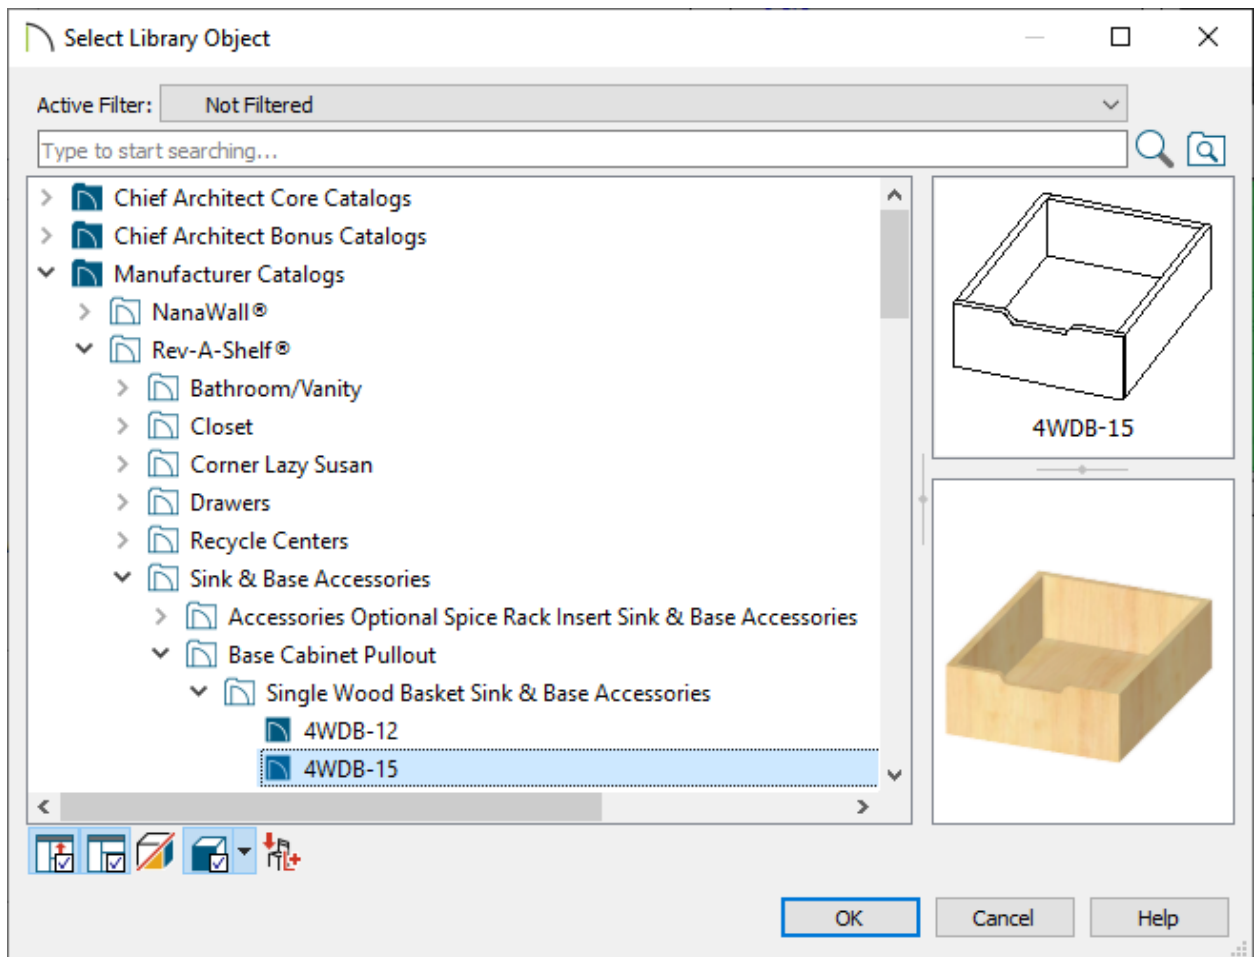 Select Library Object
Active Filter: Not Filtered
Type to start searching...
Chief Architect Core Catalogs
Chief Architect Bonus Catalogs
Manufacturer Catalogs
NanaWall®
Rev-A-Shelf®
Bathroom/Vanity
Closet
Corner Lazy Susan
Drawers
Recycle Centers
Sink & Base Accessories
Accessories Optional Spice Rack Insert Sink & Base Accessories
Base Cabinet Pullout
Single Wood Basket Sink & Base Accessories
4WDB-12
4WDB-15
4WDB-15
OK Cancel Help